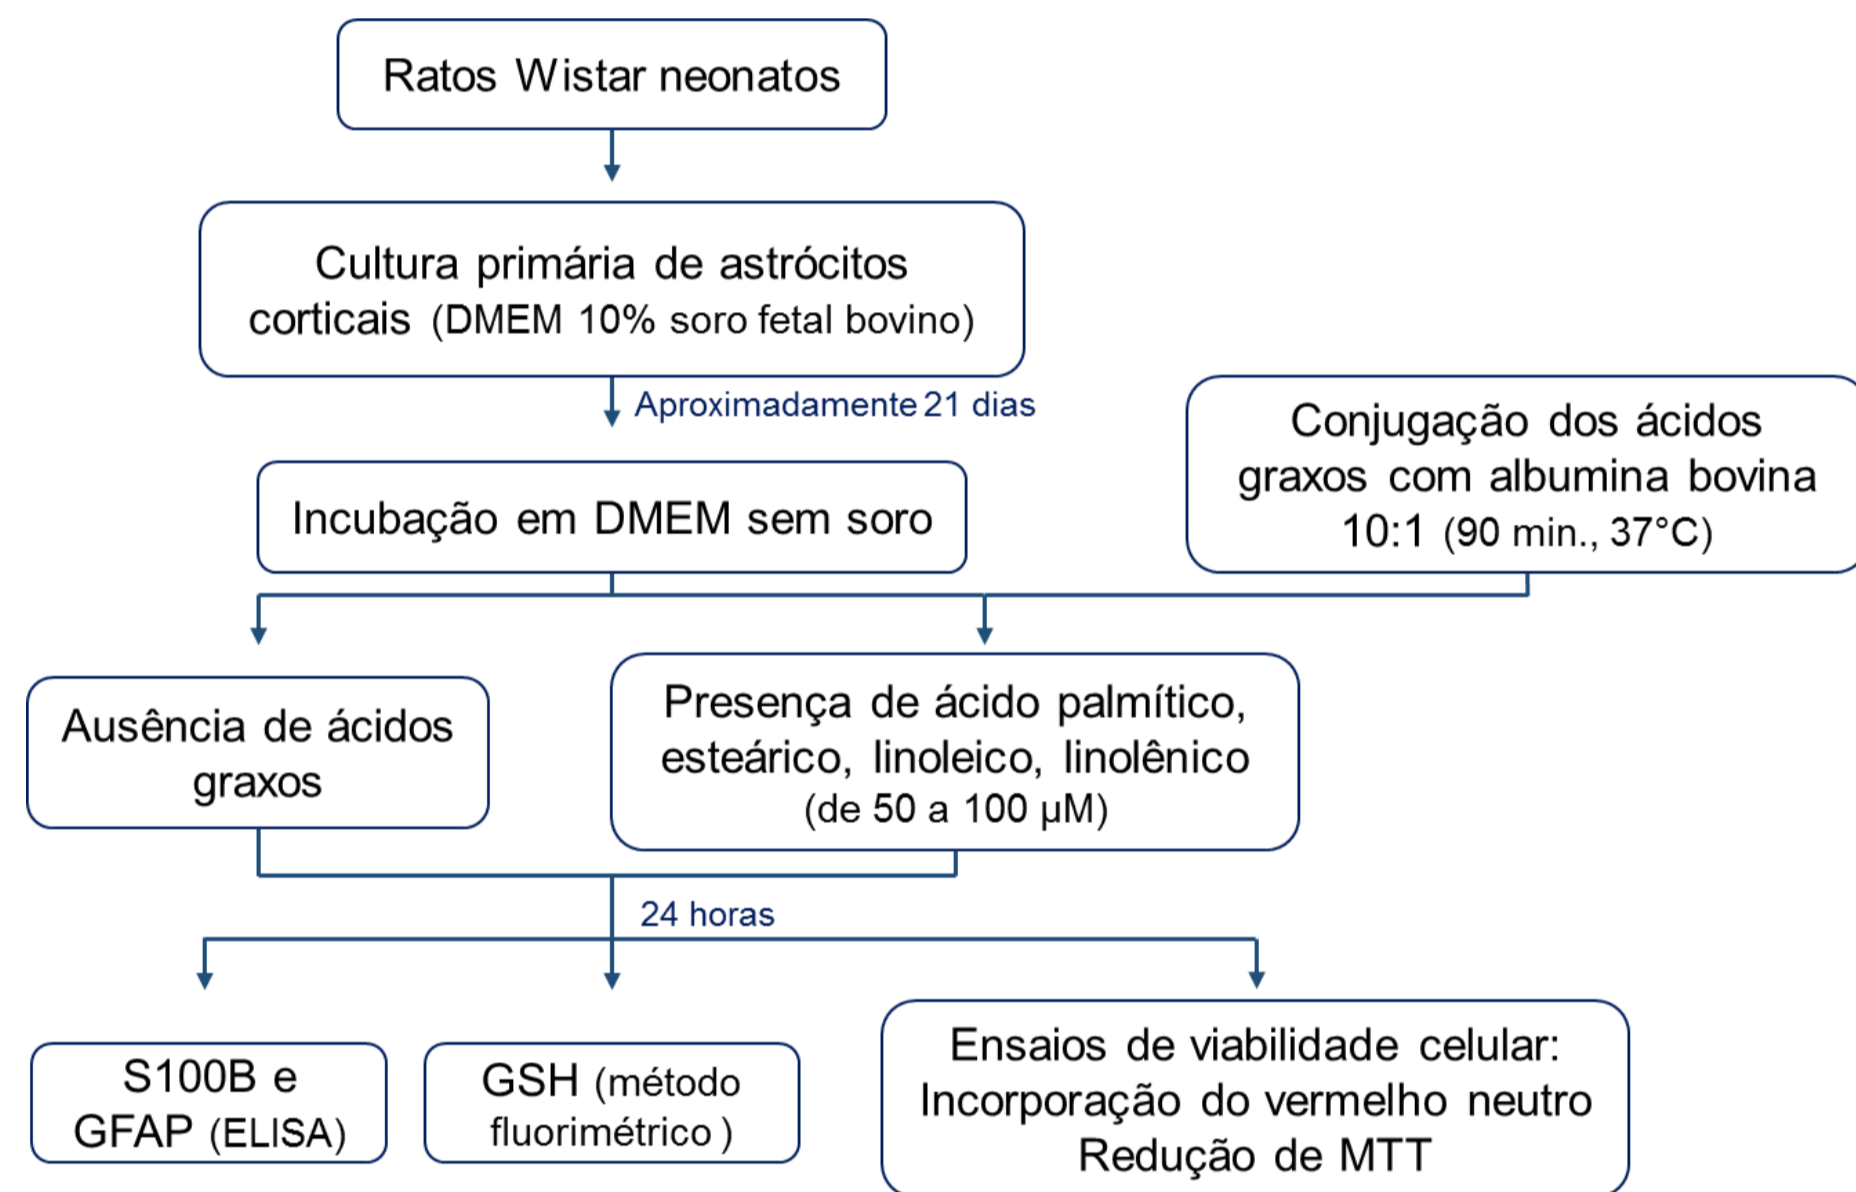 Ratos Wistar neonatos
Cultura primária de astrócitos
corticais (DMEM 10% soro fetal bovino)
Aproximadamente 21 dias
Conjugação dos ácidos
graxos com albumina bovina
10:1 (90 min., 37°C)
Incubação em DMEM sem soro
Ausência de ácidos
graxos
Presença de ácido palmítico,
esteárico, linoleico, linolênico
(de 50 a 100 µM)
24 horas
S100B e
GFAP (ELISA)
GSH (método
fluorimétrico )
Ensaios de viabilidade celular:
Incorporação do vermelho neutro
Redução de MTT